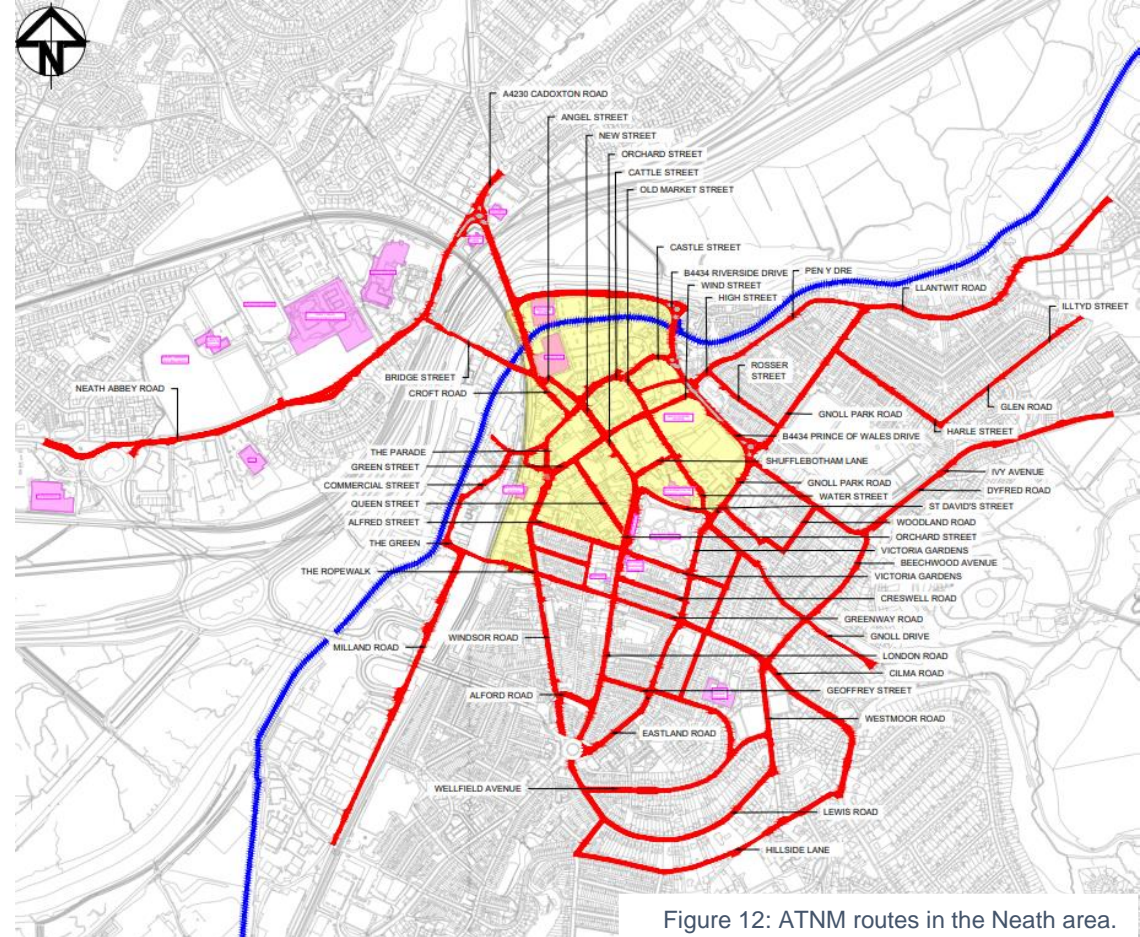 N
A4230 CADOXTON ROAD
ANGEL STREET
NEW STREET
ORCHARD STREET
CATTLE STREET
OLD MARKET STREET
CASTLE STREET
B4434 RIVERSIDE DRIVE
WIND STREET
HIGH STREET
PEN Y DRE
LLANTWIT ROAD
ILLTYD STREET
BRIDGE STREET
CROFT ROAD
NEATH ABBEY ROAD
ROSSER
STREET
GLEN ROAD
GNOLL PARK ROAD
HARLE STREET
B4434 PRINCE OF WALES DRIVE
THE PARADE
GREEN STREET
COMMERCIAL STREET
QUEEN STREET
ALFRED STREET
THE GREEN
THE ROPEWALK
SHUFFLEBOTHAM LANE
IVY AVENUE
GNOLL PARK ROAD
DYFRED ROAD
WATER STREET
ST DAVID'S STREET
WOODLAND ROAD
ORCHARD STREET
VICTORIA GARDENS
BEECHWOOD AVENUE
VICTORIA GARDENS
CRESWELL ROAD
GREENWAY ROAD
GNOLL DRIVE
MILLAND ROAD
WINDSOR ROAD
LONDON ROAD
CILMA ROAD
ALFORD ROAD
GEOFFREY STREET
WESTMOOR ROAD
EASTLAND ROAD
WELLFIELD AVENUE
LEWIS ROAD
HILLSIDE LANE
Figure 12: ATNM routes in the Neath area.